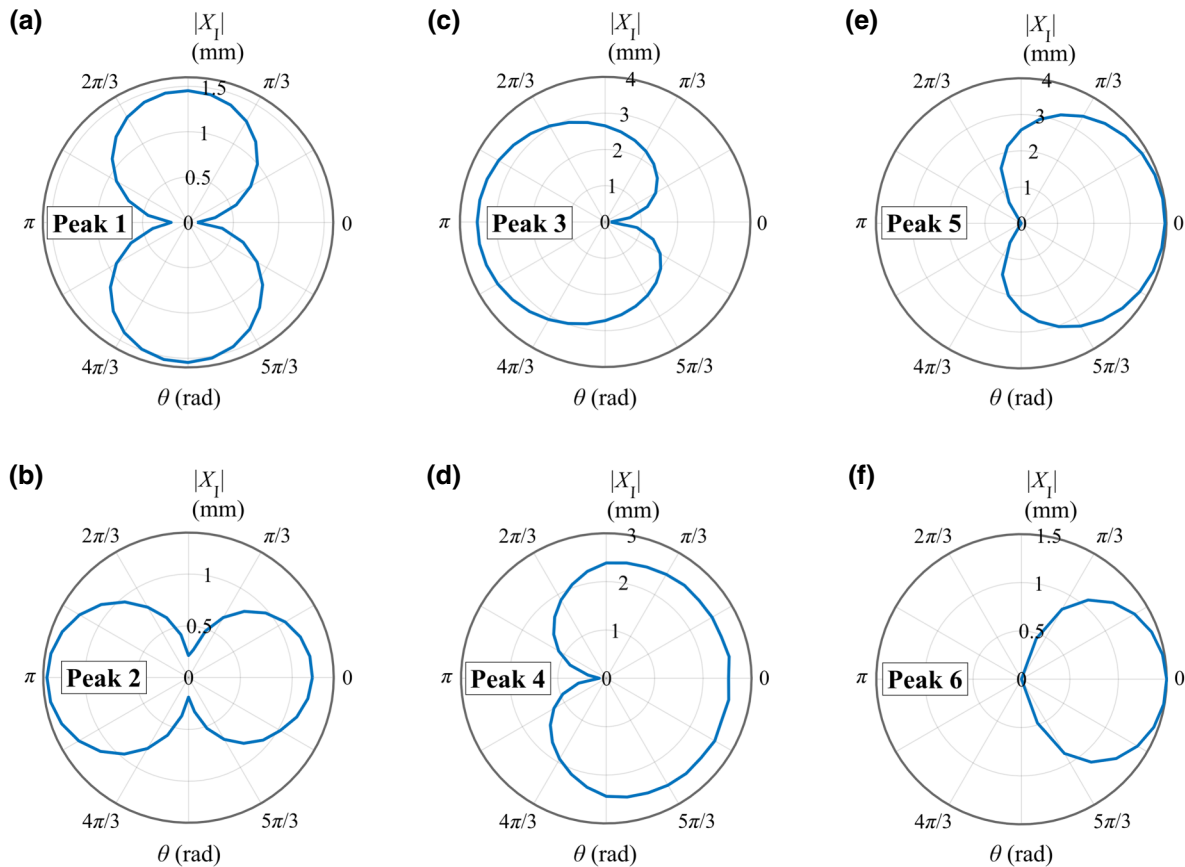 (a)
|X_I|
(mm)
2π/3
π/3
1.5
1
0.5
π
Peak 1
0
0
4π/3
5π/3
θ (rad)
(c)
|X_I|
(mm)
2π/3
4
π/3
3
2
1
π
Peak 3
0
0
4π/3
5π/3
θ (rad)
(e)
|X_I|
(mm)
2π/3
4
π/3
3
2
1
π
Peak 5
0
0
4π/3
5π/3
θ (rad)
(b)
|X_I|
(mm)
2π/3
π/3
1
0.5
π
Peak 2
0
0
4π/3
5π/3
θ (rad)
(d)
|X_I|
(mm)
2π/3
3
π/3
2
1
π
Peak 4
0
0
4π/3
5π/3
θ (rad)
(f)
|X_I|
(mm)
2π/3
1.5
π/3
1
0.5
π
Peak 6
0
0
4π/3
5π/3
θ (rad)